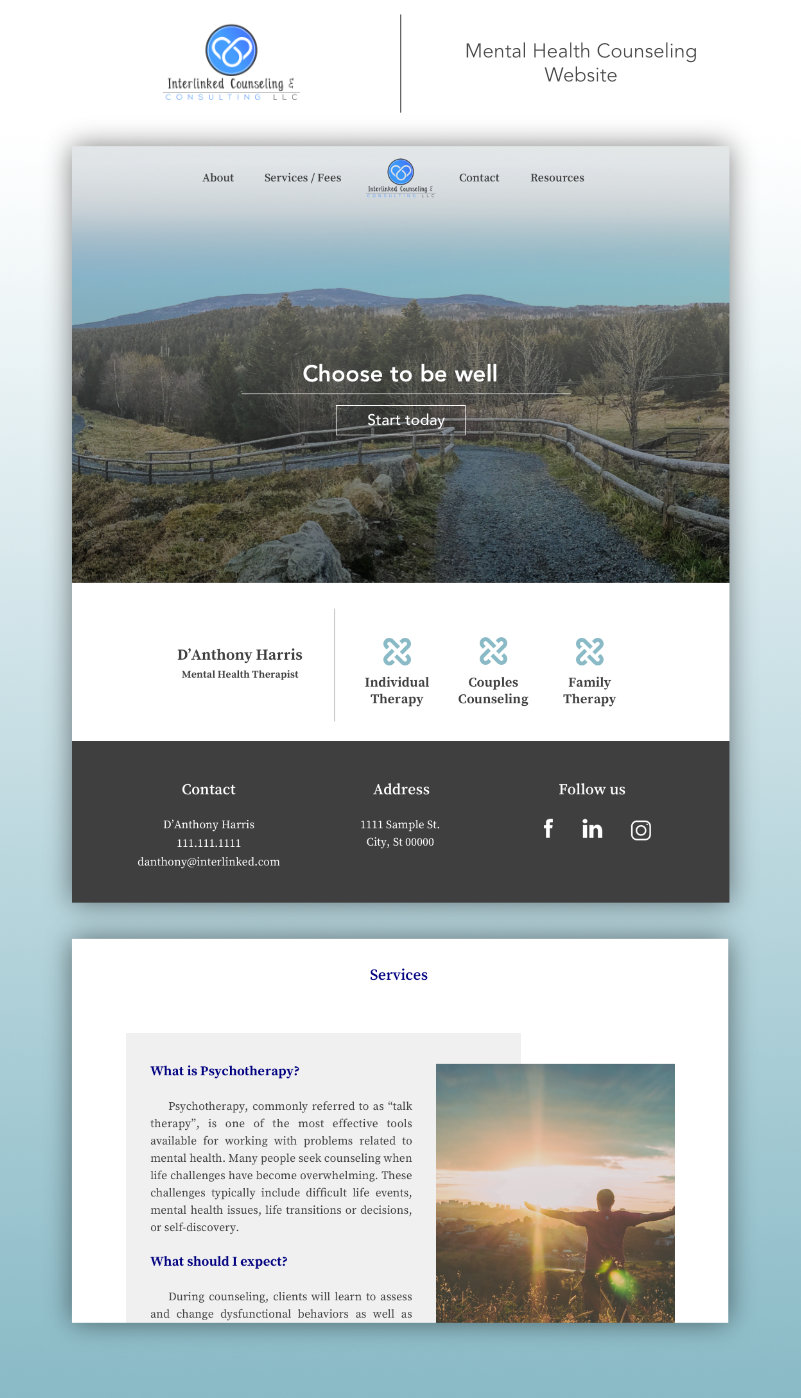 Interlinked Counseling &
CONSULTING LLC
Mental Health Counseling
Website
About
Services / Fees
Interlinked Counseling &
CONSULTING LLC
Contact
Resources
Choose to be well
Start today
D’Anthony Harris
Mental Health Therapist
Individual
Therapy
Couples
Counseling
Family
Therapy
Contact
D’Anthony Harris
111.111.1111
danthony@interlinked.com
Address
1111 Sample St.
City, St 00000
Follow us
Services
What is Psychotherapy?
Psychotherapy, commonly referred to as “talk
therapy”, is one of the most effective tools
available for working with problems related to
mental health. Many people seek counseling when
life challenges have become overwhelming. These
challenges typically include difficult life events,
mental health issues, life transitions or decisions,
or self-discovery.
What should I expect?
During counseling, clients will learn to assess
and change dysfunctional behaviors as well as